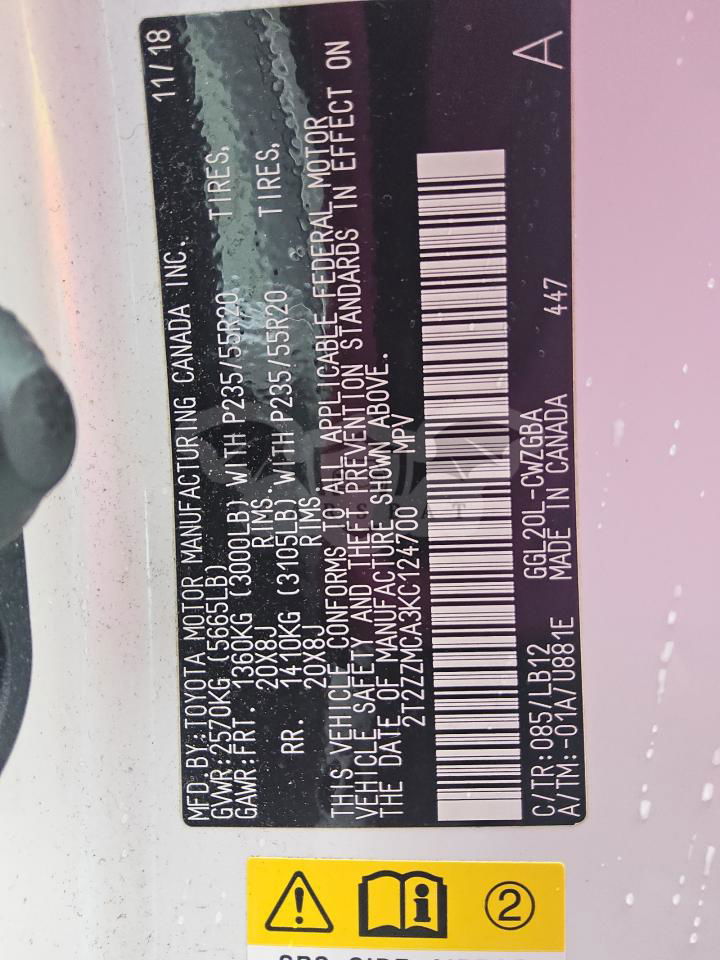 MFD.BY:TOYOTA MOTOR MANUFACTURING CANADA INC. 11/18
GVWR:2570KG (5665LB)
GAWR:FRT. 1360KG (3000LB) WITH P235/55R20 TIRES,
20X8J RIMS.
RR. 1410KG (3105LB) WITH P235/55R20 TIRES,
20X8J RIMS.
THIS VEHICLE CONFORMS TO ALL APPLICABLE FEDERAL MOTOR
VEHICLE SAFETY AND THEFT PREVENTION STANDARDS IN EFFECT ON
THE DATE OF MANUFACTURE SHOWN ABOVE.
2T2ZZMCA3KC124700 MPV
C/TR:085/LB12 GGL20L-CWZGBA A
A/TM:-01A/U881E MADE IN CANADA 447
2